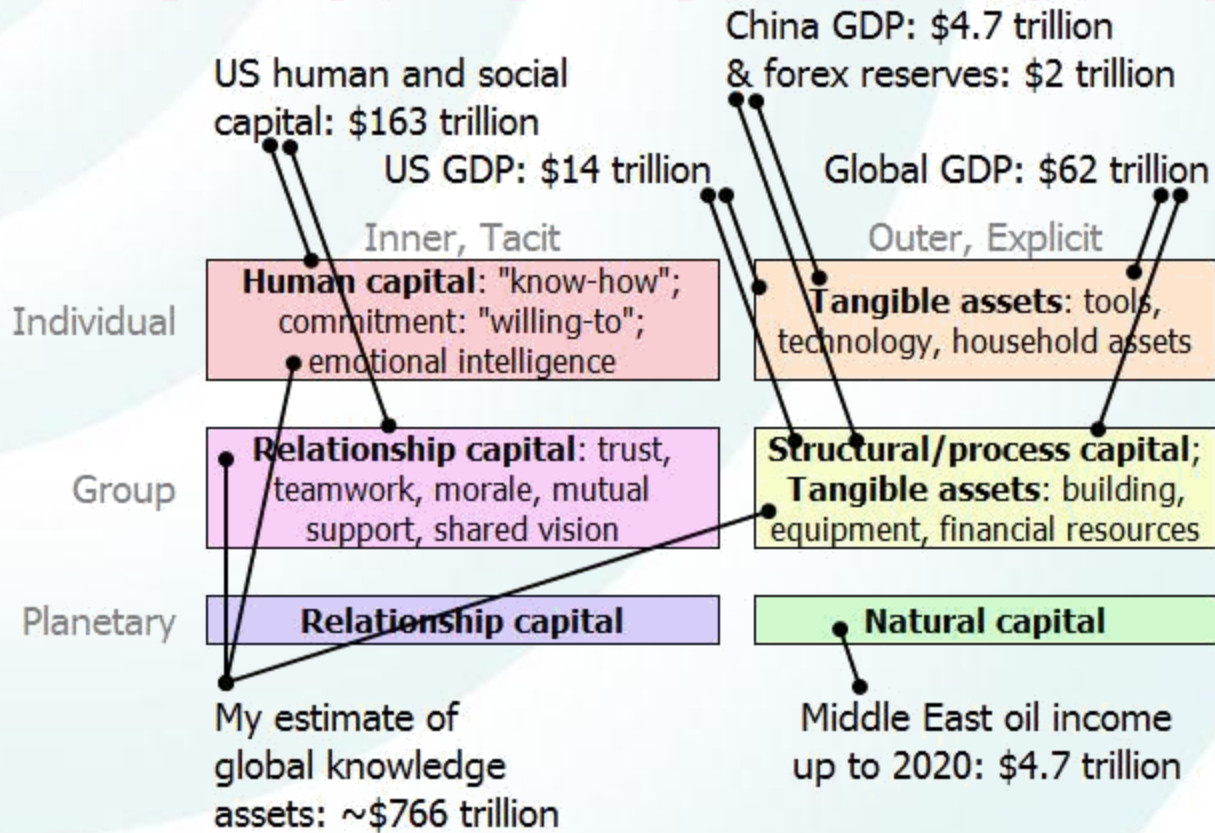 China GDP: $4.7 trillion
& forex reserves: $2 trillion
US human and social
capital: $163 trillion
US GDP: $14 trillion
Global GDP: $62 trillion
Inner, Tacit
Outer, Explicit
Individual
Human capital: "know-how";
commitment: "willing-to";
emotional intelligence
Tangible assets: tools,
technology, household assets
Group
Relationship capital: trust,
teamwork, morale, mutual
support, shared vision
Structural/process capital;
Tangible assets: building,
equipment, financial resources
Planetary
Relationship capital
Natural capital
My estimate of
global knowledge
assets: ~$766 trillion
Middle East oil income
up to 2020: $4.7 trillion